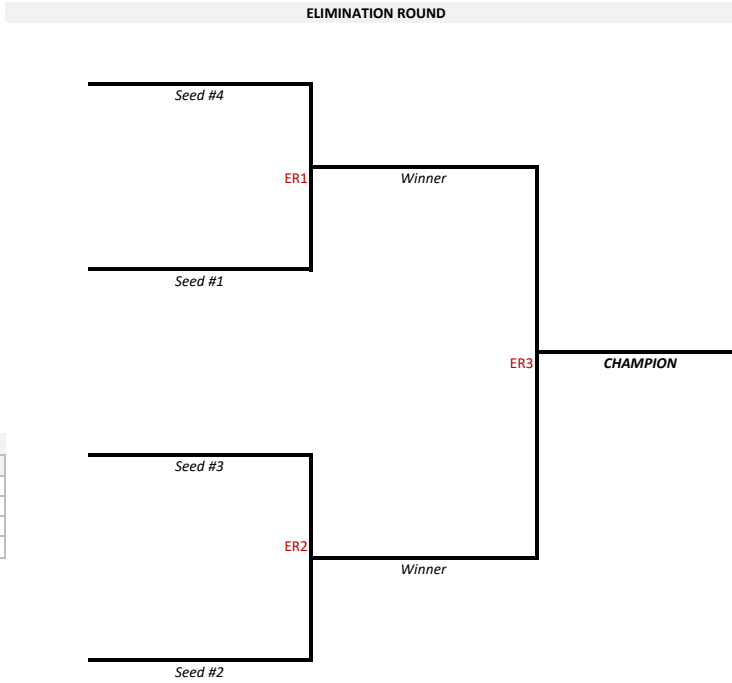 ELIMINATION ROUND
Seed #4
ER1
Winner
Seed #1
ER3
CHAMPION
Seed #3
ER2
Winner
Seed #2